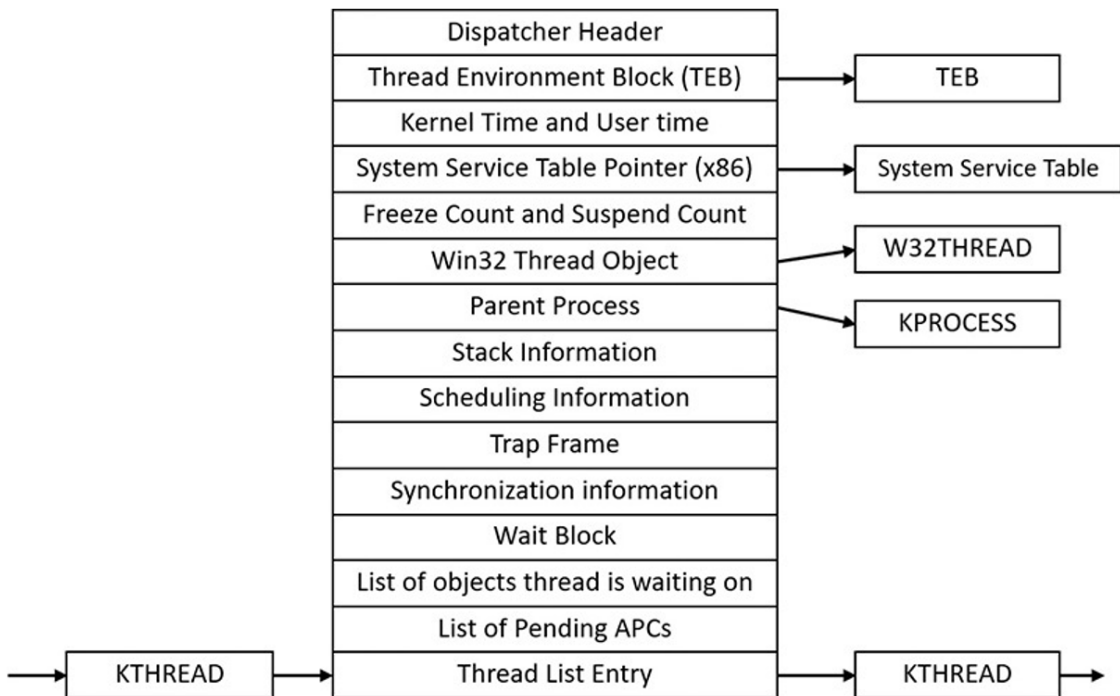 Dispatcher Header
Thread Environment Block (TEB)
TEB
Kernel Time and User time
System Service Table Pointer (x86)
System Service Table
Freeze Count and Suspend Count
Win32 Thread Object
W32THREAD
Parent Process
KPROCESS
Stack Information
Scheduling Information
Trap Frame
Synchronization information
Wait Block
List of objects thread is waiting on
List of Pending APCs
KTHREAD
Thread List Entry
KTHREAD